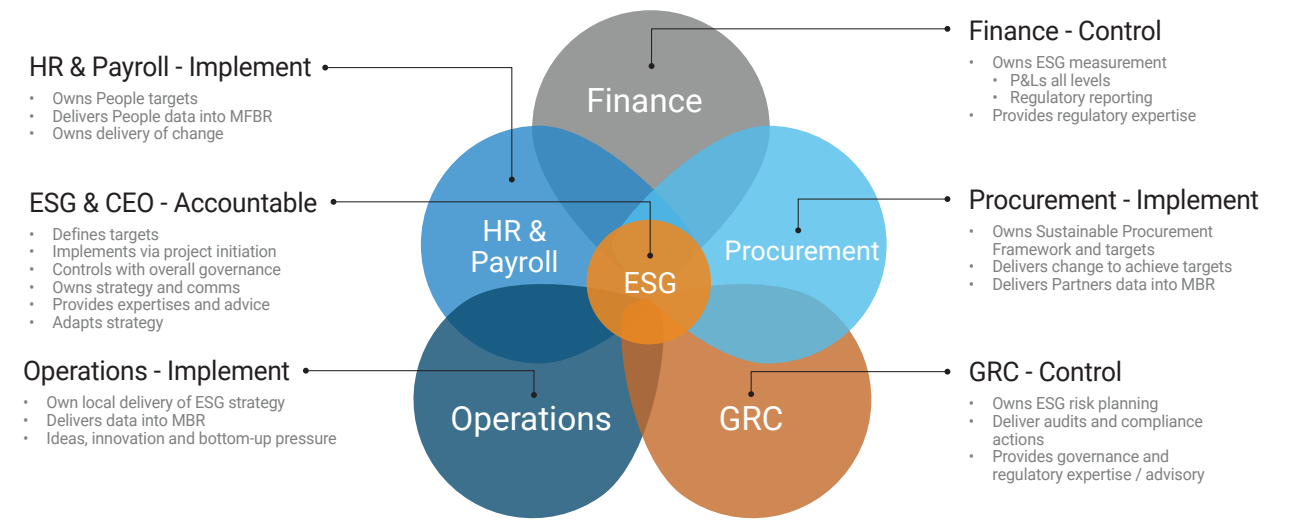 HR & Payroll - Implement
• Owns People targets
• Delivers People data into MFBR
• Owns delivery of change
ESG & CEO - Accountable
• Defines targets
• Implements via project initiation
• Controls with overall governance
• Owns strategy and comms
• Provides expertises and advice
• Adapts strategy
Operations - Implement
• Own local delivery of ESG strategy
• Delivers data into MBR
• Ideas, innovation and bottom-up pressure
Finance
HR &
Payroll
Procurement
ESG
Operations
GRC
Finance - Control
• Owns ESG measurement
• P&Ls all levels
• Regulatory reporting
• Provides regulatory expertise
Procurement - Implement
• Owns Sustainable Procurement
Framework and targets
• Delivers change to achieve targets
• Delivers Partners data into MBR
GRC - Control
• Owns ESG risk planning
• Deliver audits and compliance
actions
• Provides governance and
regulatory expertise / advisory